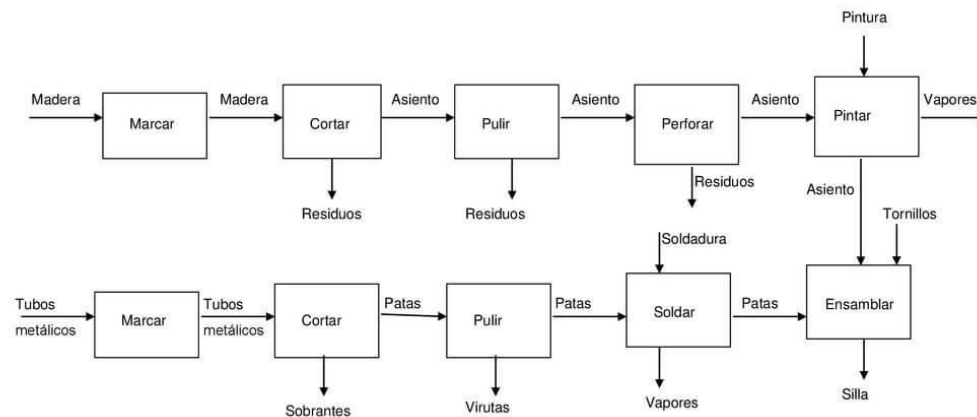 Pintura
Madera
Madera
Asiento
Asiento
Asiento
Vapores
Marcar
Cortar
Pulir
Perforar
Pintar
Residuos
Residuos
Residuos
Asiento
Tornillos
Soldadura
Tubos
metálicos
Tubos
metálicos
Patas
Patas
Patas
Marcar
Cortar
Pulir
Soldar
Ensamblar
Sobrantes
Virutas
Vapores
Silla